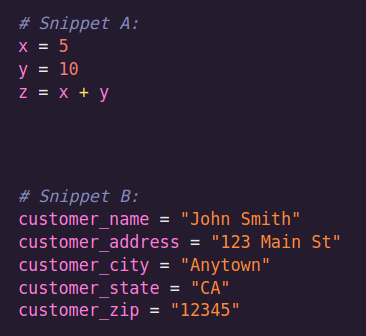 # Snippet A:
x = 5
y = 10
z = x + y
# Snippet B:
customer_name = "John Smith"
customer_address = "123 Main St"
customer_city = "Anytown"
customer_state = "CA"
customer_zip = "12345"